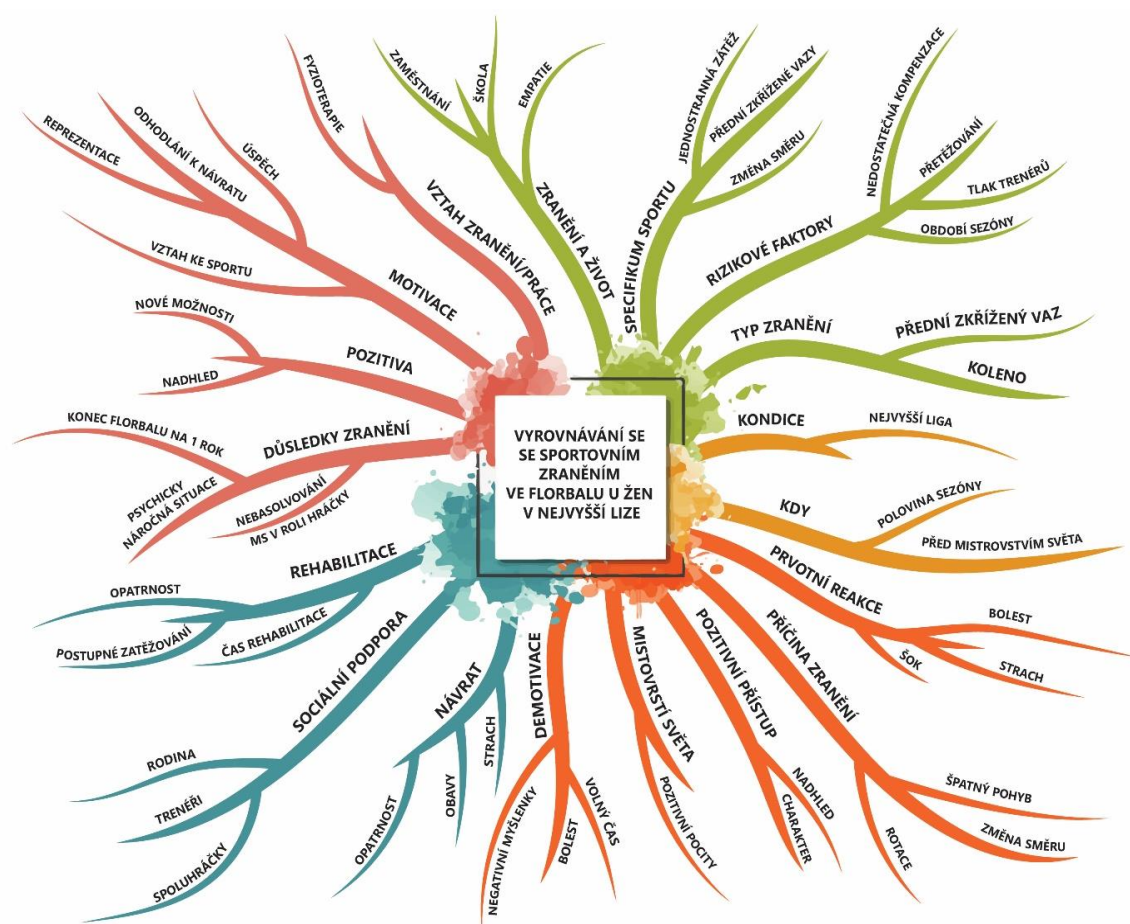 VYROVNÁVÁNÍ SE
SE SPORTOVNÍM
ZRANĚNÍM
VE FLORBALU U ŽEN
V NEJVYŠŠÍ LIZE
ZRANĚNÍ A ŽIVOT
ZAMĚSTNÁNÍ
ŠKOLA
EMPATIE
SPECIFIKUM SPORTU
JEDNOSTRANNÁ ZÁTĚŽ
PŘEDNÍ ZKŘÍŽENÉ VAZY
ZMĚNA SMĚRU
RIZIKOVÉ FAKTORY
NEDOSTATEČNÁ KOMPENZACE
PŘETĚŽOVÁNÍ
TLAK TRENÉRŮ
OBDOBÍ SEZÓNY
TYP ZRANĚNÍ
PŘEDNÍ ZKŘÍŽENÝ VAZ
KOLENO
KONDICE
NEJVYŠŠÍ LIGA
KDY
POLOVINA SEZÓNY
PŘED MISTROVSTVÍM SVĚTA
PRVOTNÍ REAKCE
BOLEST
STRACH
ŠOK
PŘÍČINA ZRANĚNÍ
ŠPATNÝ POHYB
ZMĚNA SMĚRU
ROTACE
POZITIVNÍ PŘÍSTUP
NADHLED
CHARAKTER
MISTOVRSTÍ SVĚTA
POZITIVNÍ POCITY
DEMOTIVACE
VOLNÝ ČAS
BOLEST
NEGATIVNÍ MYŠLENKY
NÁVRAT
STRACH
OBAVY
OPATRNOST
SOCIÁLNÍ PODPORA
RODINA
TRENÉŘI
SPOLUHRÁČKY
REHABILITACE
OPATRNOST
POSTUPNÉ ZATĚŽOVÁNÍ
ČAS REHABILITACE
DŮSLEDKY ZRANĚNÍ
KONEC FLORBALU NA 1 ROK
PSYCHICKY
NÁROČNÁ SITUACE
NEBASOLVOVÁNÍ
MS V ROLI HRÁČKY
POZITIVA
NOVÉ MOŽNOSTI
NADHLED
MOTIVACE
REPREZENTACE
ODHODLÁNÍ K NÁVRATU
ÚSPĚCH
VZTAH KE SPORTU
VZTAH ZRANĚNÍ/PRÁCE
FYZIOTERAPIE